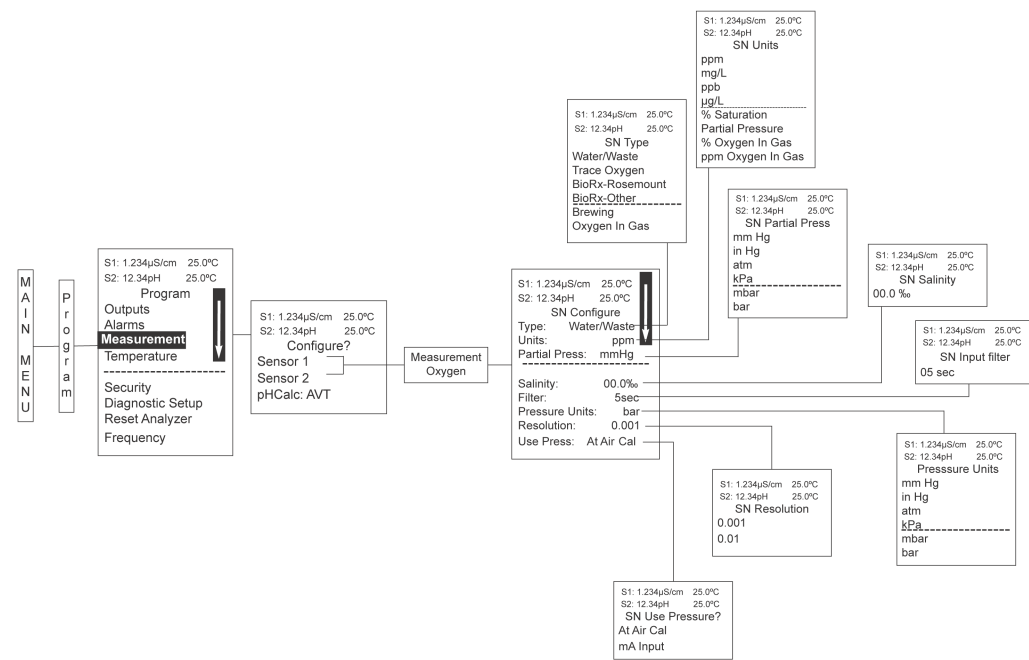 MAIN MENU
Program
S1: 1.234µS/cm 25.0ºC
S2: 12.34pH 25.0ºC
Program
Outputs
Alarms
Measurement
Temperature
Security
Diagnostic Setup
Reset Analyzer
Frequency
S1: 1.234µS/cm 25.0ºC
S2: 12.34pH 25.0ºC
Configure?
Sensor 1
Sensor 2
pHCalc: AVT
Measurement
Oxygen
S1: 1.234µS/cm 25.0ºC
S2: 12.34pH 25.0ºC
SN Configure
Type: Water/Waste
Units: ppm
Partial Press: mmHg
Salinity: 00.0‰
Filter: 5sec
Pressure Units: bar
Resolution: 0.001
Use Press: At Air Cal
S1: 1.234µS/cm 25.0ºC
S2: 12.34pH 25.0ºC
SN Type
Water/Waste
Trace Oxygen
BioRx-Rosemount
BioRx-Other
Brewing
Oxygen In Gas
S1: 1.234µS/cm 25.0ºC
S2: 12.34pH 25.0ºC
SN Units
ppm
mg/L
ppb
µg/L
% Saturation
Partial Pressure
% Oxygen In Gas
ppm Oxygen In Gas
S1: 1.234µS/cm 25.0ºC
S2: 12.34pH 25.0ºC
SN Partial Press
mm Hg
in Hg
atm
kPa
mbar
bar
S1: 1.234µS/cm 25.0ºC
S2: 12.34pH 25.0ºC
SN Salinity
00.0 ‰
S1: 1.234µS/cm 25.0ºC
S2: 12.34pH 25.0ºC
SN Input filter
05 sec
S1: 1.234µS/cm 25.0ºC
S2: 12.34pH 25.0ºC
Presssure Units
mm Hg
in Hg
atm
kPa
mbar
bar
S1: 1.234µS/cm 25.0ºC
S2: 12.34pH 25.0ºC
SN Resolution
0.001
0.01
S1: 1.234µS/cm 25.0ºC
S2: 12.34pH 25.0ºC
SN Use Pressure?
At Air Cal
mA Input